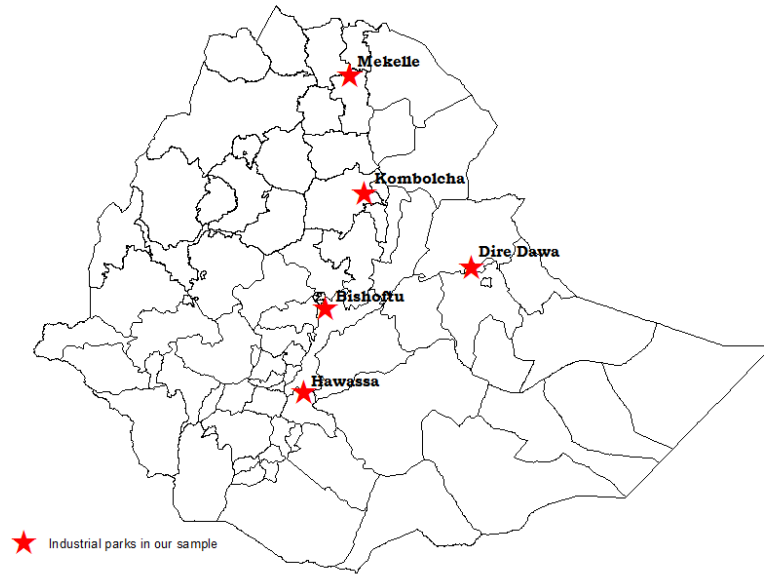 Mekelle
Kombolcha
Dire Dawa
Bishoftu
Hawassa
Industrial parks in our sample